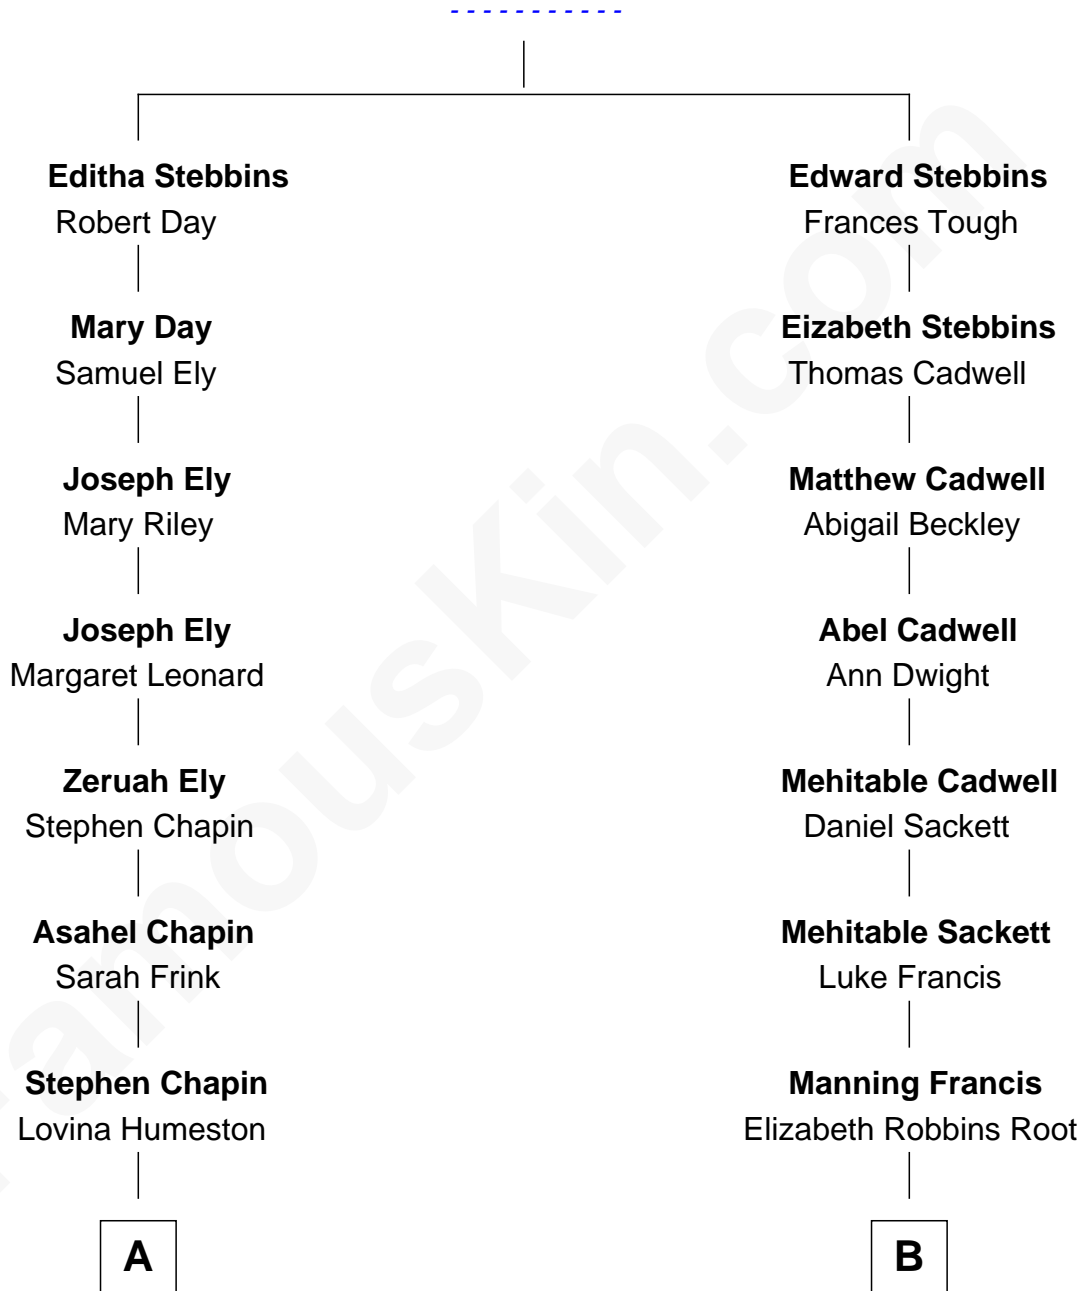 - - - - - - - - - - -
Editha Stebbins
Robert Day
Mary Day
Samuel Ely
Joseph Ely
Mary Riley
Joseph Ely
Margaret Leonard
Zeruah Ely
Stephen Chapin
Asahel Chapin
Sarah Frink
Stephen Chapin
Lovina Humeston
A
Edward Stebbins
Frances Tough
Eizabeth Stebbins
Thomas Cadwell
Matthew Cadwell
Abigail Beckley
Abel Cadwell
Ann Dwight
Mehitable Cadwell
Daniel Sackett
Mehitable Sackett
Luke Francis
Manning Francis
Elizabeth Robbins Root
B
FamousKin.com